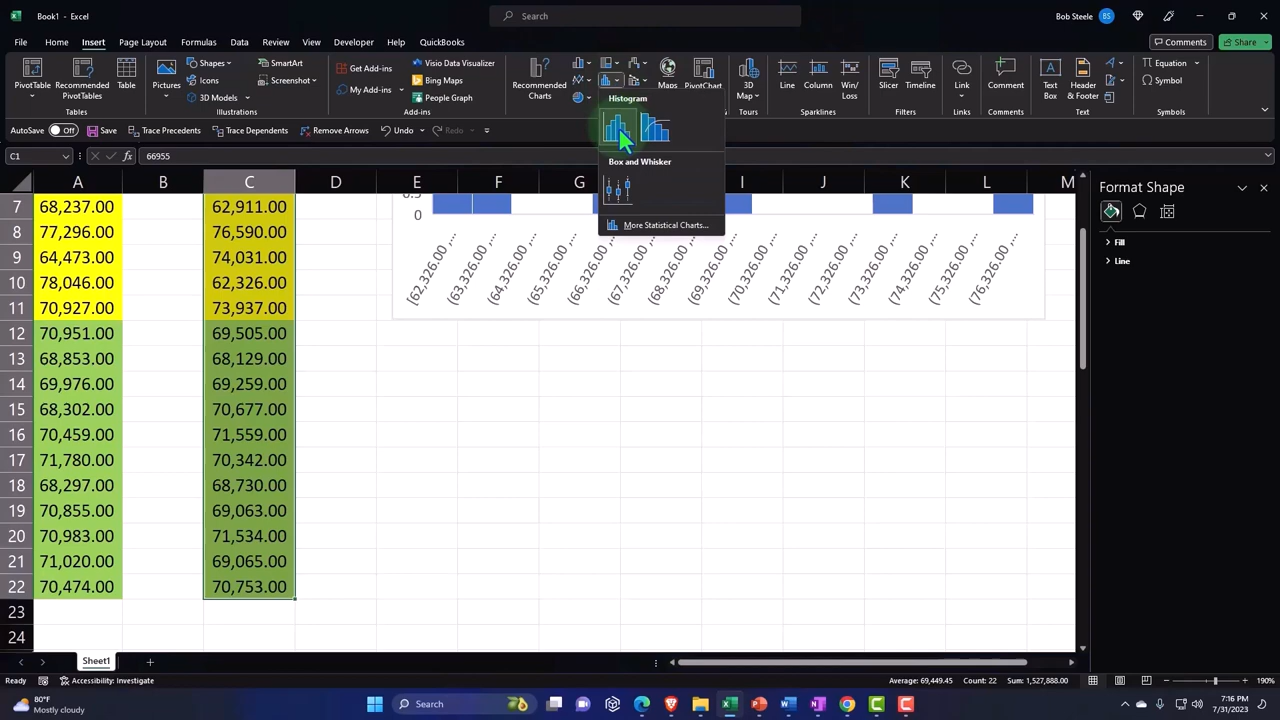 Book1 - Excel
Search
Bob Steele
BS
File Home Insert Page Layout Formulas Data Review View Developer Help QuickBooks
Comments
Share
PivotTable
Recommended
PivotTables
Table
Tables
Pictures
Shapes
Icons
3D Models
SmartArt
Screenshot
Illustrations
Get Add-ins
My Add-ins
Visio Data Visualizer
Bing Maps
People Graph
Add-ins
Recommended
Charts
Maps
PivotChart
3D
Map
Tours
Line
Column
Win/
Loss
Sparklines
Slicer
Timeline
Filters
Link
Links
Comment
Comments
Text
Box
Header
& Footer
Text
Equation
Symbol
Symbols
Histogram
Box and Whisker
More Statistical Charts...
AutoSave Off Save Trace Precedents Trace Dependents Remove Arrows Undo Redo
C1 fx 66955
A B C D E F G I J K L M
7 68,237.00 62,911.00
8 77,296.00 76,590.00
9 64,473.00 74,031.00
10 78,046.00 62,326.00
11 70,927.00 73,937.00
12 70,951.00 69,505.00
13 68,853.00 68,129.00
14 69,976.00 69,259.00
15 68,302.00 70,677.00
16 70,459.00 71,559.00
17 71,780.00 70,342.00
18 68,297.00 68,730.00
19 70,855.00 69,063.00
20 70,983.00 71,534.00
21 71,020.00 69,065.00
22 70,474.00 70,753.00
23
24
0.5
0
[62,326.00 ,...
(63,326.00 ,...
(64,326.00 ,...
(65,326.00 ,...
(66,326.00 ,...
(67,326.00 ,...
(68,326.00 ,...
(69,326.00 ,...
(70,326.00 ,...
(71,326.00 ,...
(72,326.00 ,...
(73,326.00 ,...
(74,326.00 ,...
(75,326.00 ,...
(76,326.00 ,...
Format Shape
Fill
Line
Sheet1
Ready Accessibility: Investigate
Average: 69,449.45 Count: 22 Sum: 1,527,888.00
190%
80°F
Mostly cloudy
Search
7:16 PM
7/31/2023